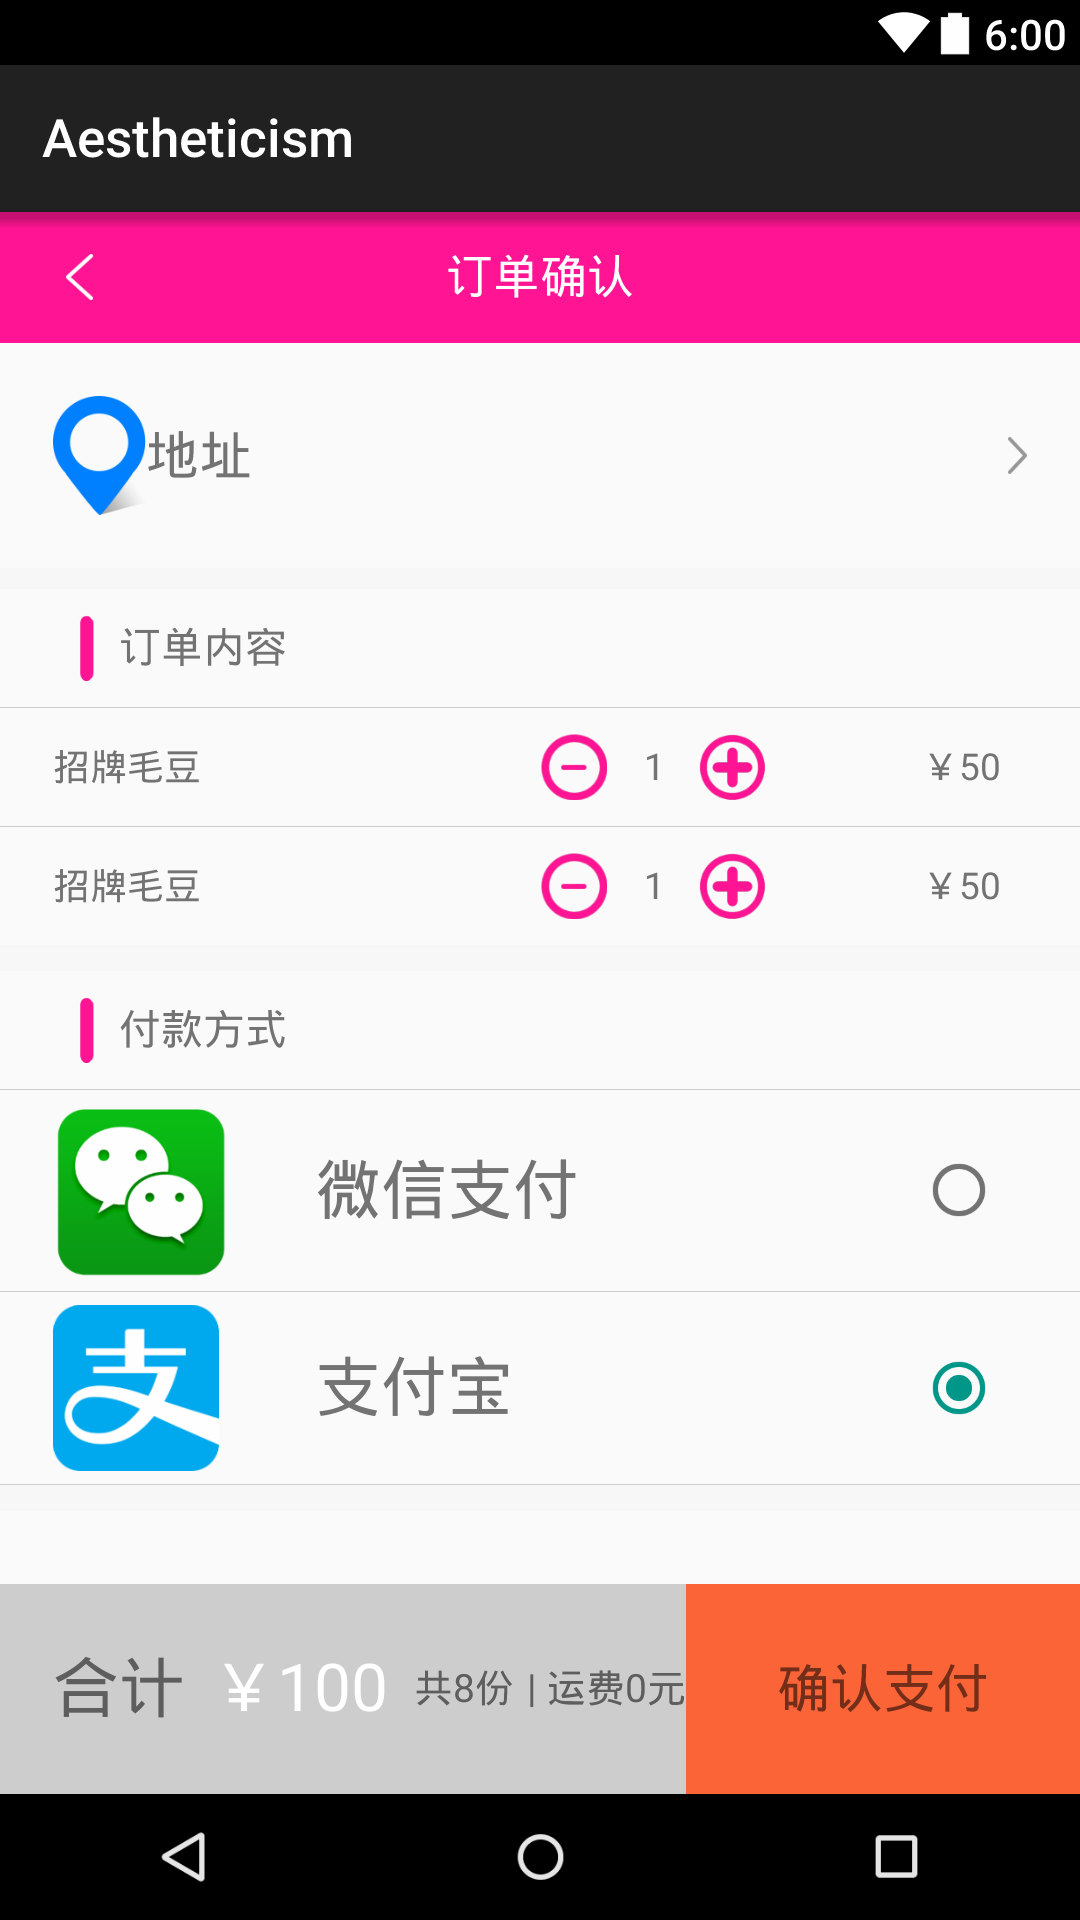 6:00
Aestheticism
订单确认
地址
订单内容
招牌毛豆 1 ¥50
招牌毛豆 1 ¥50
付款方式
微信支付
支
支付宝
合计 ¥100 共8份 | 运费0元 确认支付